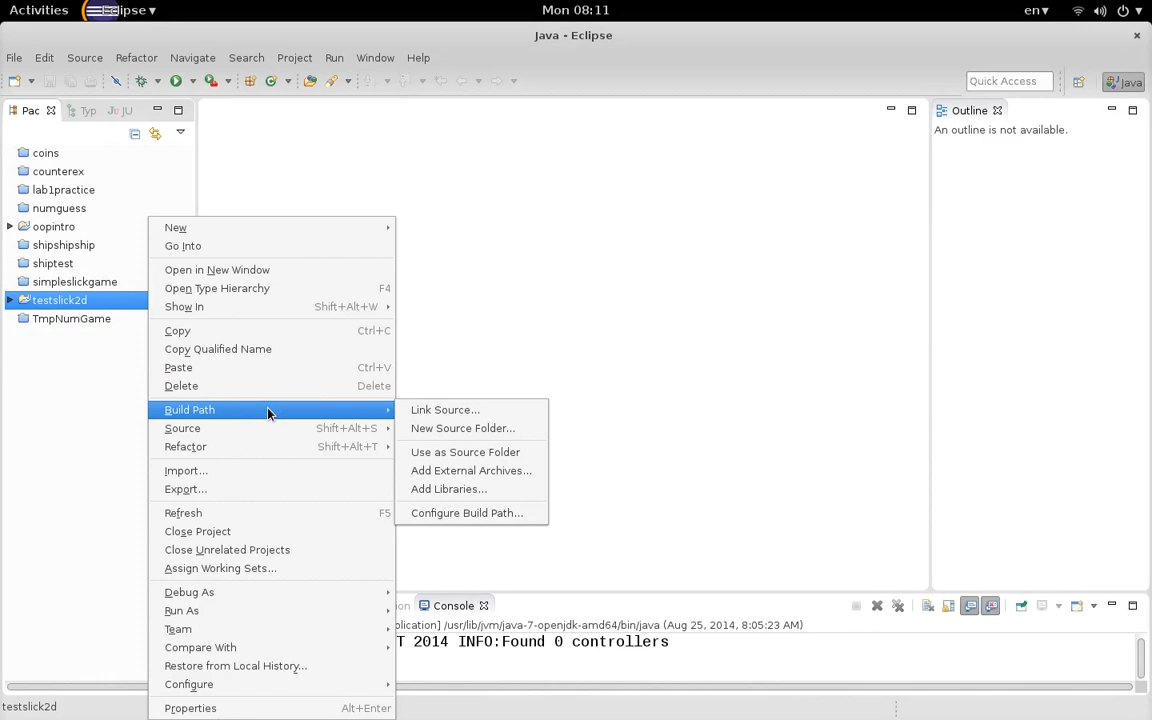 Activities Eclipse ▾ Mon 08:11 en ▾
Java - Eclipse
File Edit Source Refactor Navigate Search Project Run Window Help
Quick Access Java
Pac Typ Ju JU Outline
An outline is not available.
coins
counterex
lab1practice
numguess
oopintro
shipshipship
shiptest
simpleslickgame
testslick2d
TmpNumGame
New
Go Into
Open in New Window
Open Type Hierarchy F4
Show In Shift+Alt+W
Copy Ctrl+C
Copy Qualified Name
Paste Ctrl+V
Delete Delete
Build Path
Source Shift+Alt+S
Refactor Shift+Alt+T
Import...
Export...
Refresh F5
Close Project
Close Unrelated Projects
Assign Working Sets...
Debug As
Run As
Team
Compare With
Restore from Local History...
Configure
Properties Alt+Enter
Link Source...
New Source Folder...
Use as Source Folder
Add External Archives...
Add Libraries...
Configure Build Path...
ion Console
plication] /usr/lib/jvm/java-7-openjdk-amd64/bin/java (Aug 25, 2014, 8:05:23 AM)
T 2014 INFO:Found 0 controllers
testslick2d